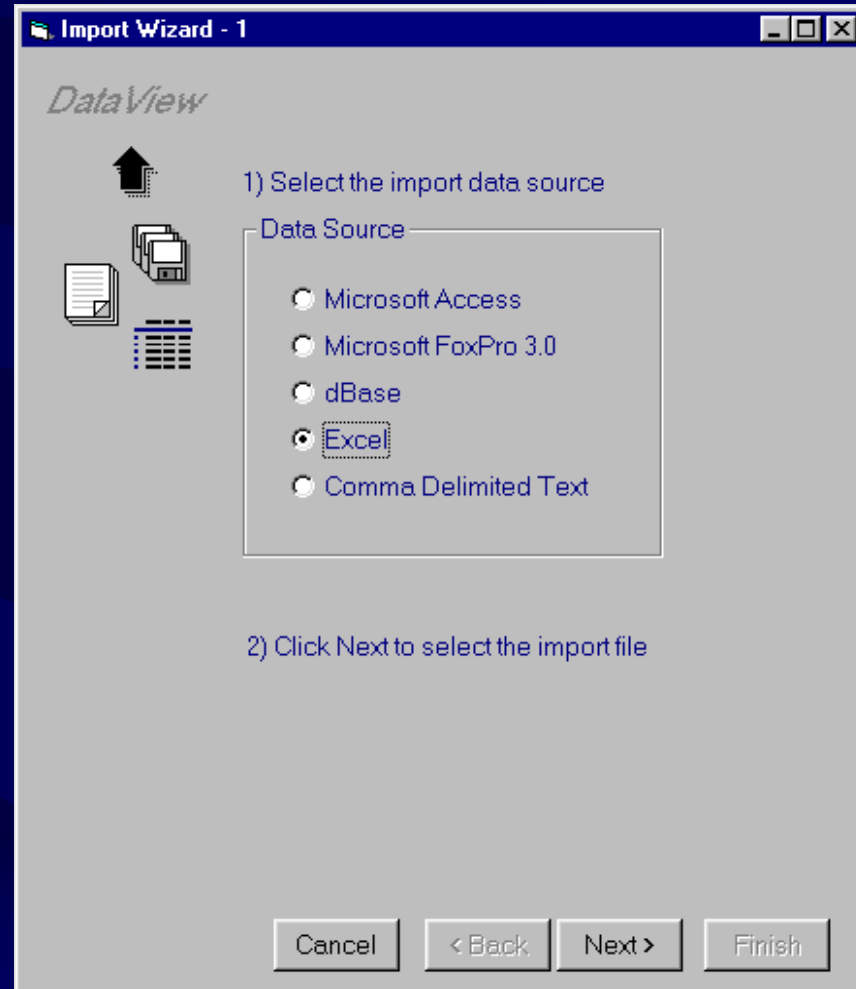 Import Wizard - 1
DataView
1) Select the import data source
Data Source
Microsoft Access
Microsoft FoxPro 3.0
dBase
Excel
Comma Delimited Text
2) Click Next to select the import file
Cancel
< Back
Next >
Finish